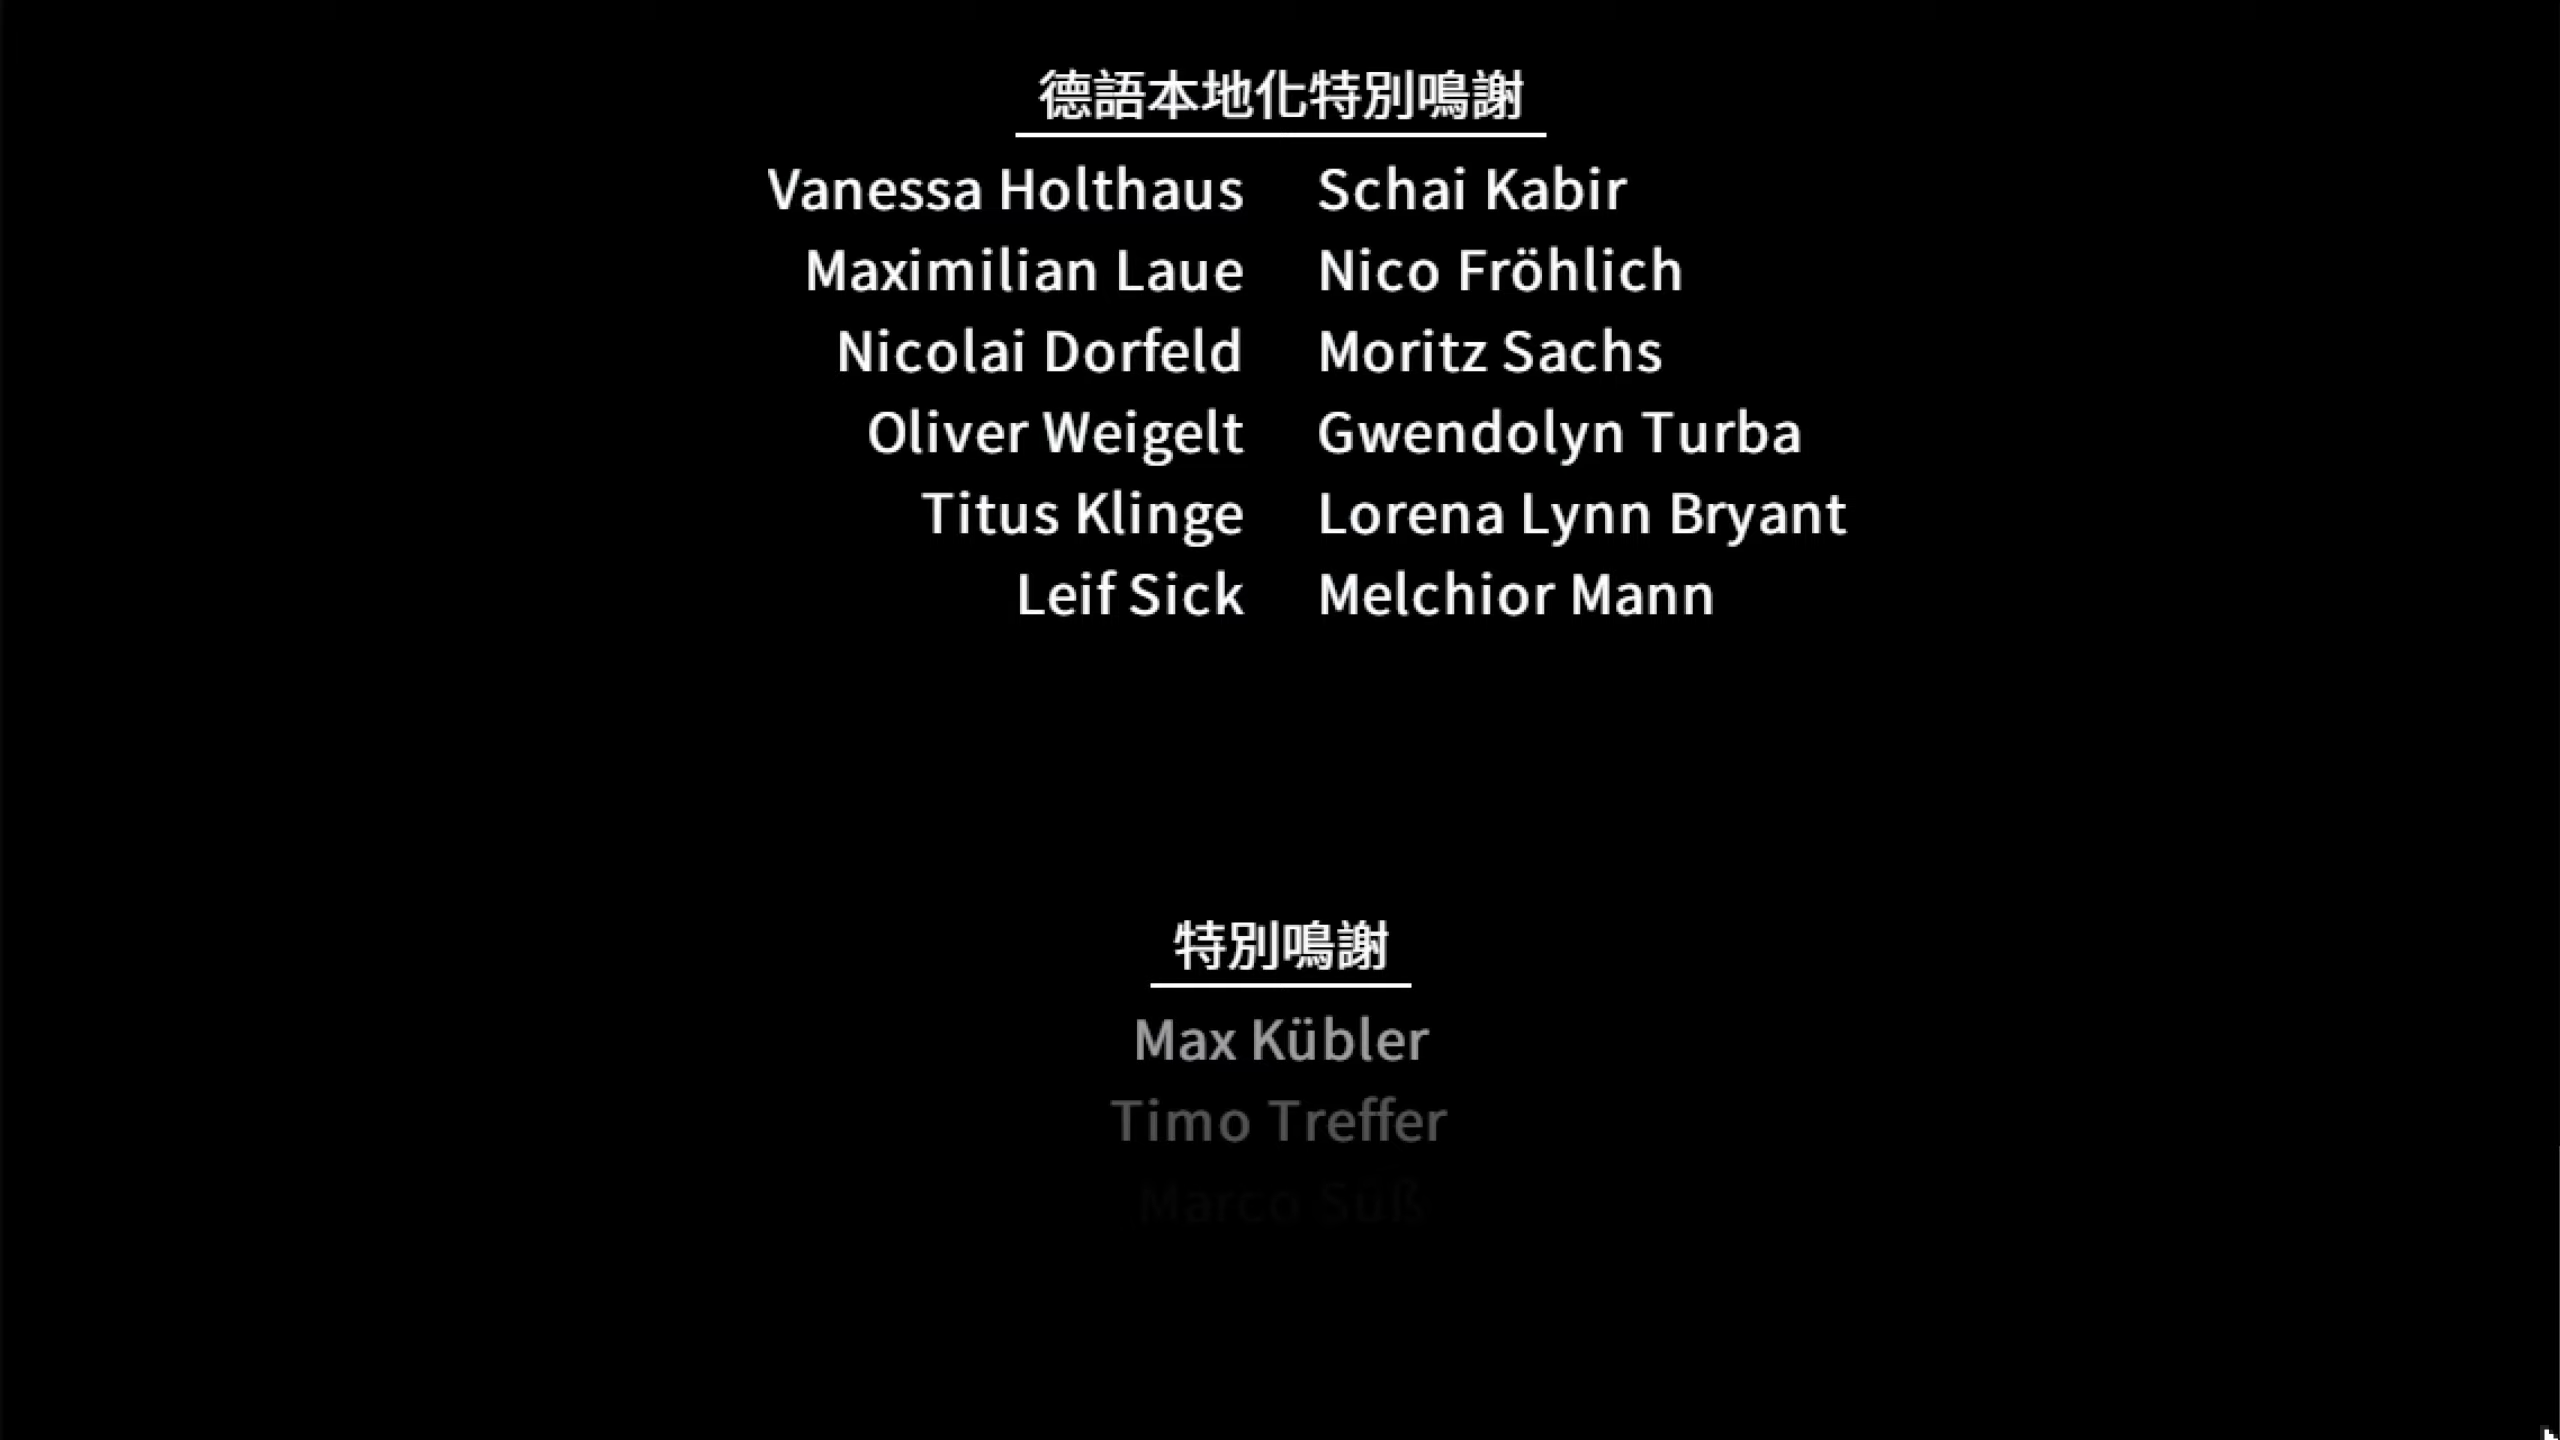 德語本地化特別鳴謝
Vanessa Holthaus Schai Kabir
Maximilian Laue Nico Fröhlich
Nicolai Dorfeld Moritz Sachs
Oliver Weigelt Gwendolyn Turba
Titus Klinge Lorena Lynn Bryant
Leif Sick Melchior Mann
特別鳴謝
Max Kübler
Timo Treffer
Marco Süß